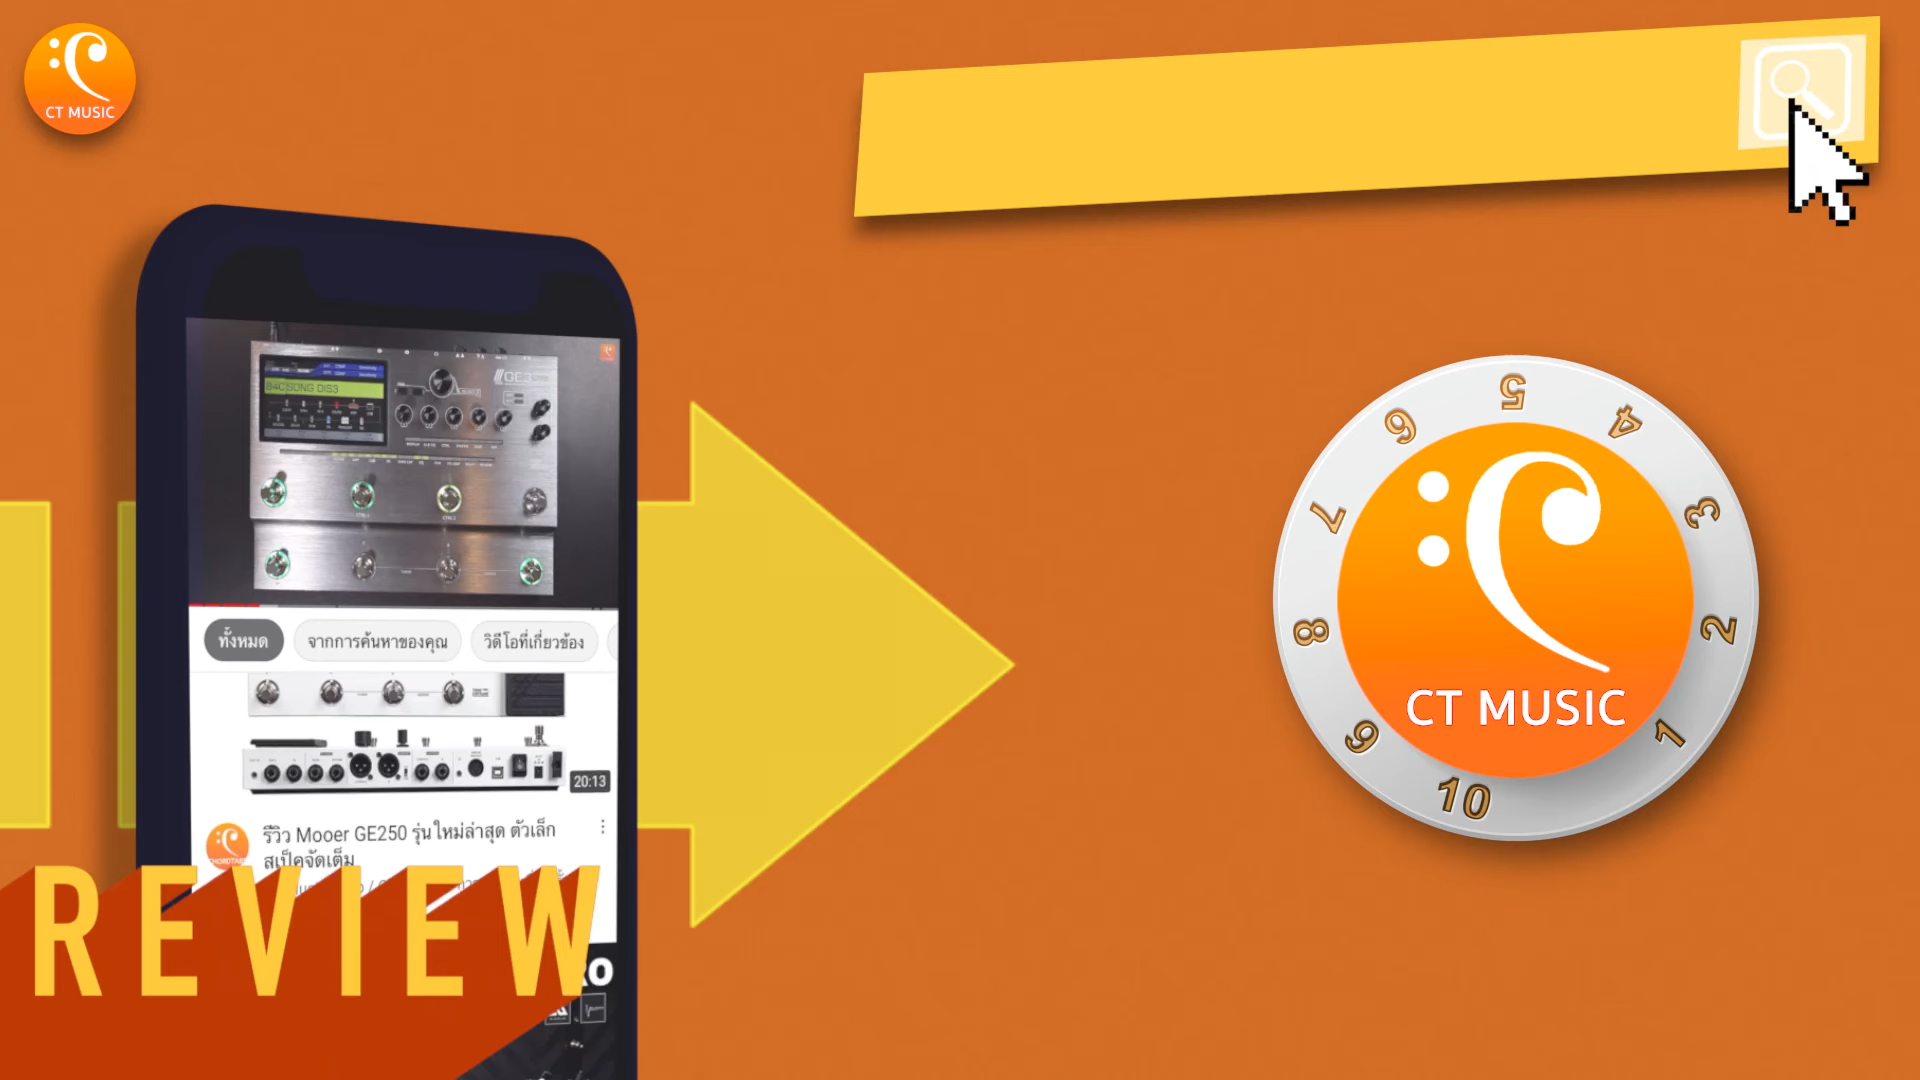 CT MUSIC
B4C|SONG DIS3
GE300
ทั้งหมด
จากการค้นหาของคุณ
วิดีโอที่เกี่ยวข้อง
20:13
รีวิว Mooer GE250 รุ่นใหม่ล่าสุด ตัวเล็ก
สเป็คจัดเต็ม
REVIEW
5
4
3
2
1
10
9
8
7
6
CT MUSIC